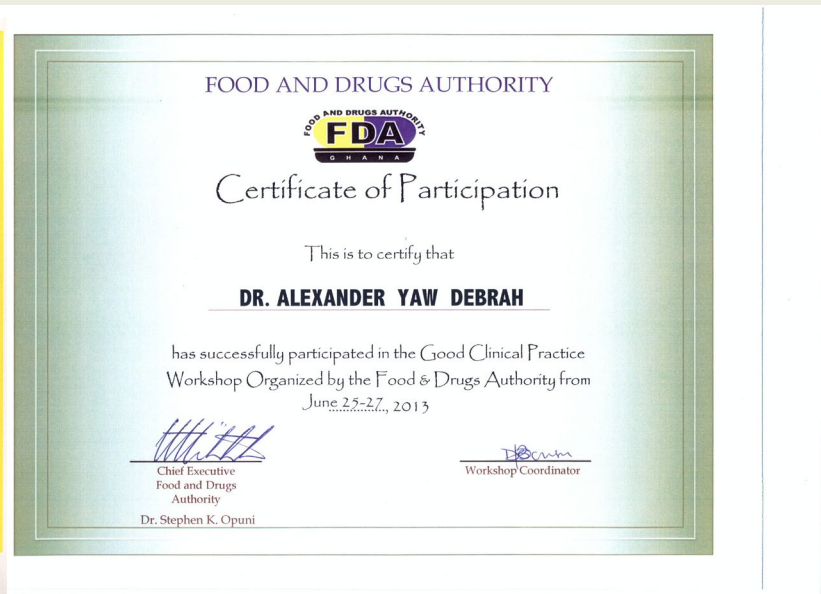 FOOD AND DRUGS AUTHORITY
FOOD AND DRUGS AUTHORITY
FDA
GHANA
Certificate of Participation
This is to certify that
DR. ALEXANDER YAW DEBRAH
has successfully participated in the Good Clinical Practice
Workshop Organized by the Food & Drugs Authority from
June 25-27, 2013
Chief Executive
Food and Drugs
Authority
Dr. Stephen K. Opuni
Workshop Coordinator